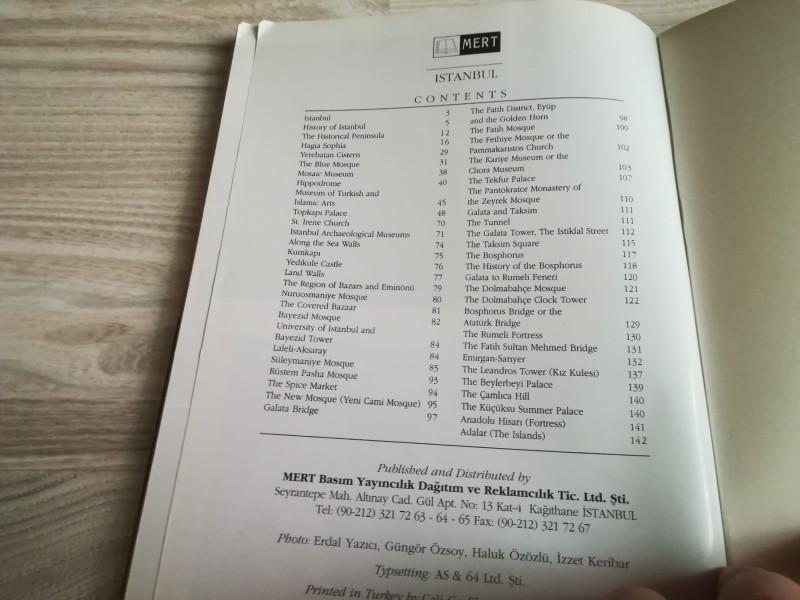 MERT
ISTANBUL
CONTENTS
Istanbul 3
History of Istanbul 5
The Historical Peninsula 12
Hagia Sophia 16
Yerebatan Cistern 29
The Blue Mosque 31
Mosaic Museum 38
Hippodrome 40
Museum of Turkish and
Islamic Arts 45
Topkapı Palace 48
St. Irene Church 70
Istanbul Archaeological Museums 71
Along the Sea Walls 74
Kumkapı 75
Yedikule Castle 76
Land Walls 77
The Region of Bazars and Eminönü 79
Nuruosmaniye Mosque 80
The Covered Bazaar 81
Bayezid Mosque 82
University of Istanbul and
Bayezid Tower 84
Laleli-Aksaray 84
Süleymaniye Mosque 85
Rüstem Pasha Mosque 93
The Spice Market 94
The New Mosque (Yeni Cami Mosque) 95
Galata Bridge 97
The Fatih District, Eyüp
and the Golden Horn 98
The Fatih Mosque 100
The Fethiye Mosque or the
Pammakaristos Church 102
The Kariye Museum or the
Chora Museum 103
The Tekfur Palace 107
The Pantokrator Monastery of
the Zeyrek Mosque 110
Galata and Taksim 111
The Tunnel 111
The Galata Tower, The Istiklal Street 112
The Taksim Square 115
The Bosphorus 117
The History of the Bosphorus 118
Galata to Rumeli Feneri 120
The Dolmabahçe Mosque 121
The Dolmabahçe Clock Tower 122
Bosphorus Bridge or the
Atatürk Bridge 129
The Rumeli Fortress 130
The Fatih Sultan Mehmed Bridge 131
Emirgan-Sarıyer 132
The Leandros Tower (Kız Kulesi) 137
The Beylerbeyi Palace 139
The Çamlıca Hill 140
The Küçüksu Summer Palace 140
Anadolu Hisarı (Fortress) 141
Adalar (The Islands) 142
Published and Distributed by
MERT Basım Yayıncılık Dağıtım ve Reklamcılık Tic. Ltd. Şti.
Seyrantepe Mah. Altınay Cad. Gül Apt. No: 13 Kat-4 Kağıthane İSTANBUL
Tel: (90-212) 321 72 63 - 64 - 65 Fax: (90-212) 321 72 67
Photo: Erdal Yazıcı, Güngör Özsoy, Haluk Özözlü, İzzet Keribar
Typsetting: AS & 64 Ltd. Şti.
Printed in Turkey by